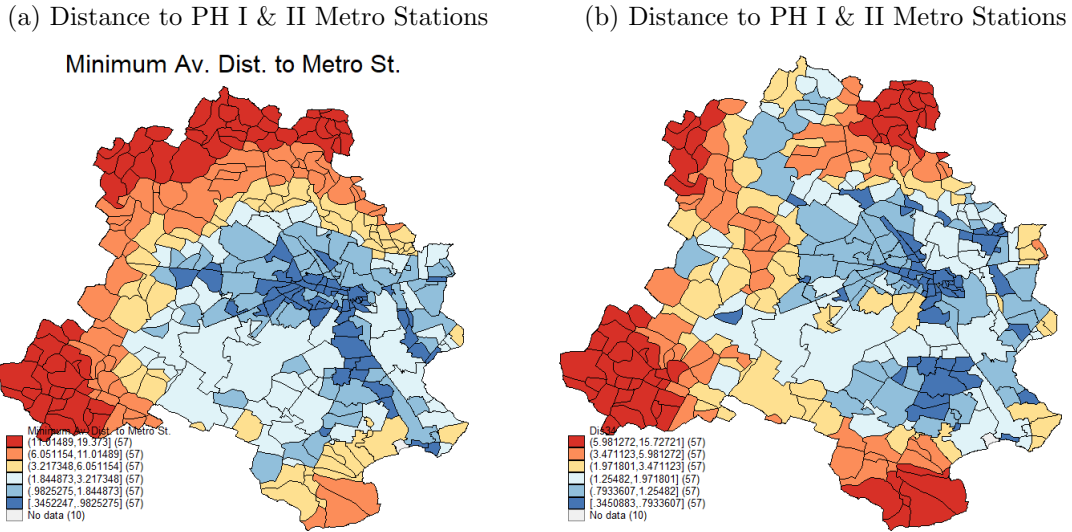 (a) Distance to PH I & II Metro Stations
(b) Distance to PH I & II Metro Stations
Minimum Av. Dist. to Metro St.
Minimum Av. Dist. to Metro St.
(11.01489,19.373] (57)
(6.051154,11.01489] (57)
(3.217348,6.051154] (57)
(1.844873,3.217348] (57)
(.9825275,1.844873] (57)
[.3452247,.9825275] (57)
No data (10)
Dis34
(5.981272,15.72721] (57)
(3.471123,5.981272] (57)
(1.971801,3.471123] (57)
(1.25482,1.971801] (57)
(.7933607,1.25482] (57)
[.3450883,.7933607] (57)
No data (10)